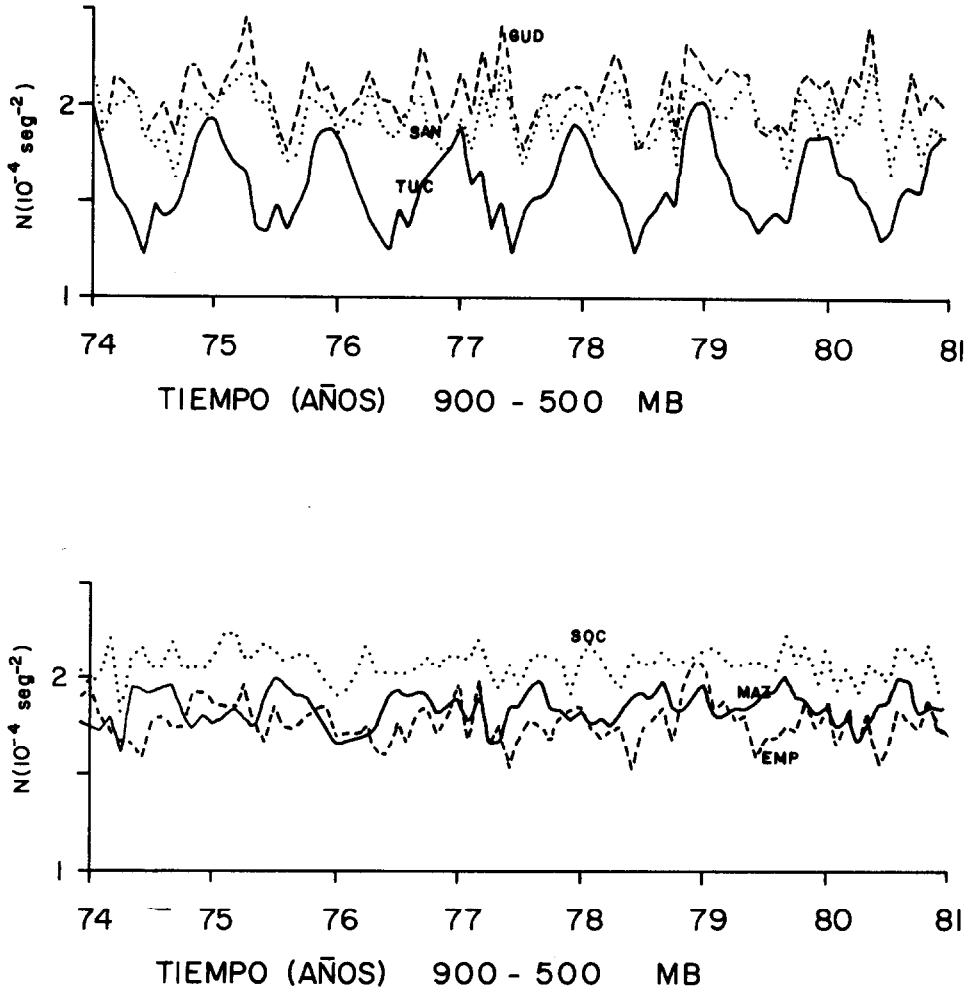 GUD
SAN
TUC
N(10⁻⁴ seg⁻²)
2
1
74 75 76 77 78 79 80 81
TIEMPO (AÑOS) 900 - 500 MB
SOC
MAZ
EMP
N(10⁻⁴ seg⁻²)
2
1
74 75 76 77 78 79 80 81
TIEMPO (AÑOS) 900 - 500 MB